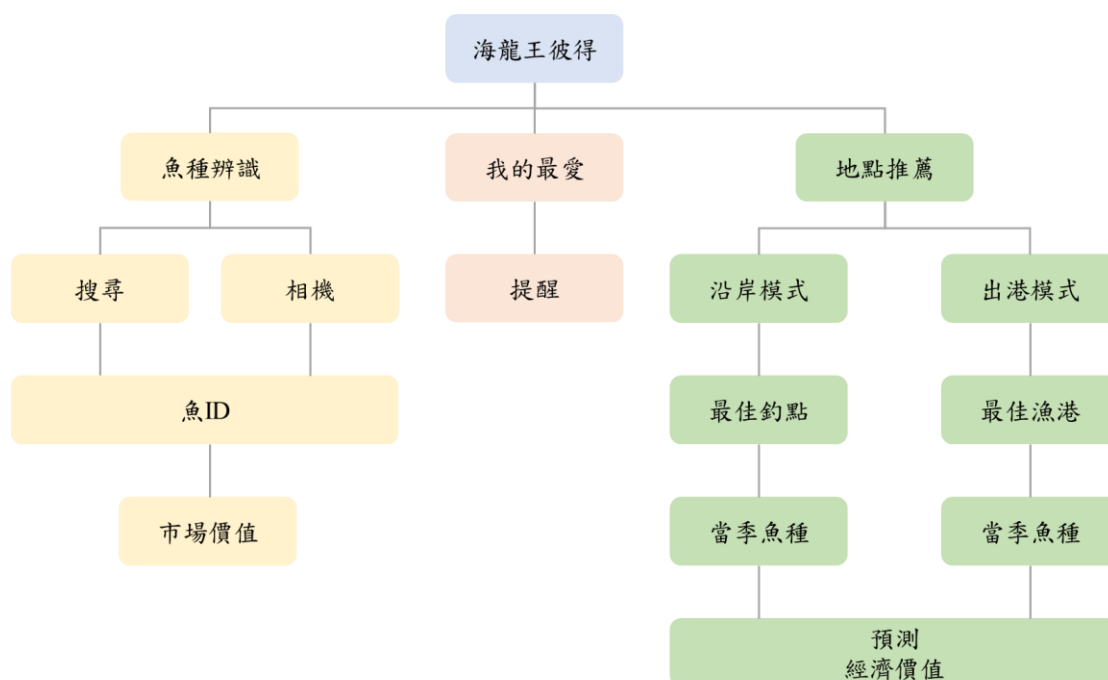 海龍王彼得
魚種辨識
我的最愛
地點推薦
搜尋
相機
提醒
沿岸模式
出港模式
魚ID
最佳釣點
最佳漁港
市場價值
當季魚種
當季魚種
預測
經濟價值